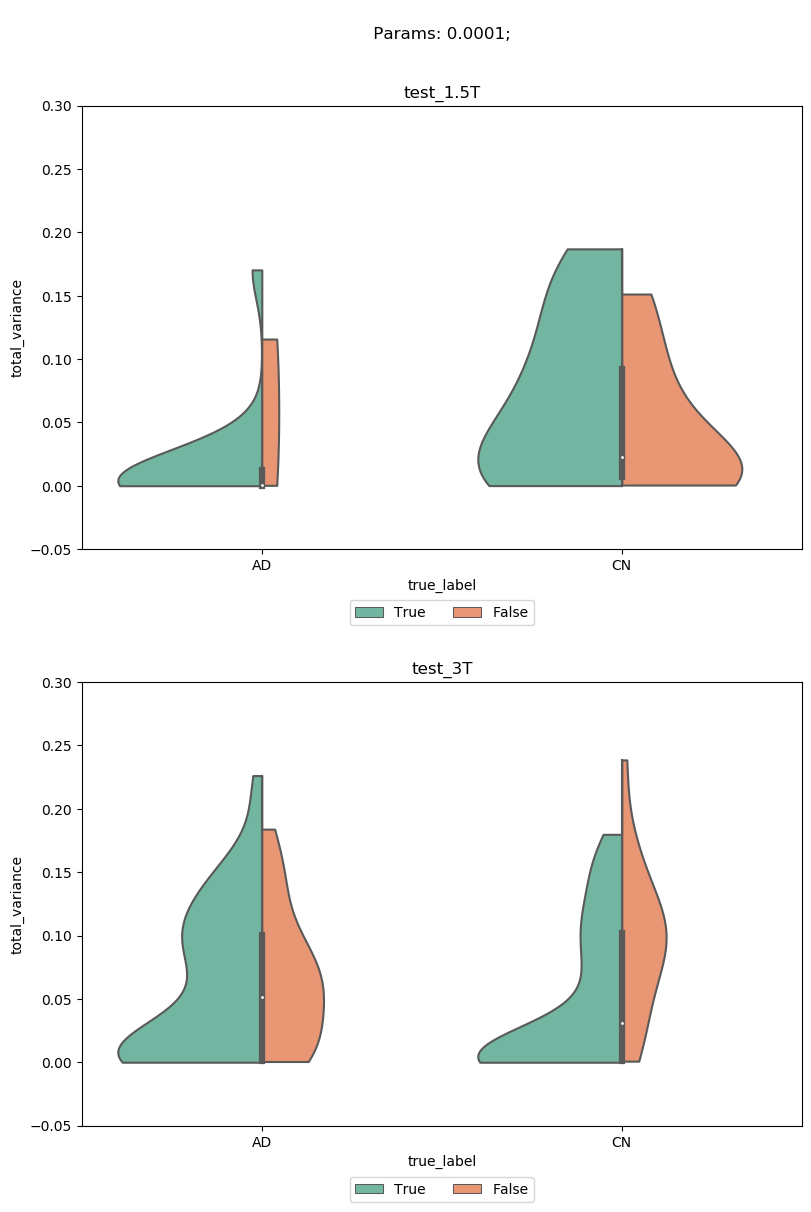 Params: 0.0001;
test_1.5T
0.30
0.25
0.20
0.15
0.10
0.05
0.00
−0.05
total_variance
AD CN
true_label
True False
test_3T
0.30
0.25
0.20
0.15
0.10
0.05
0.00
−0.05
total_variance
AD CN
true_label
True False